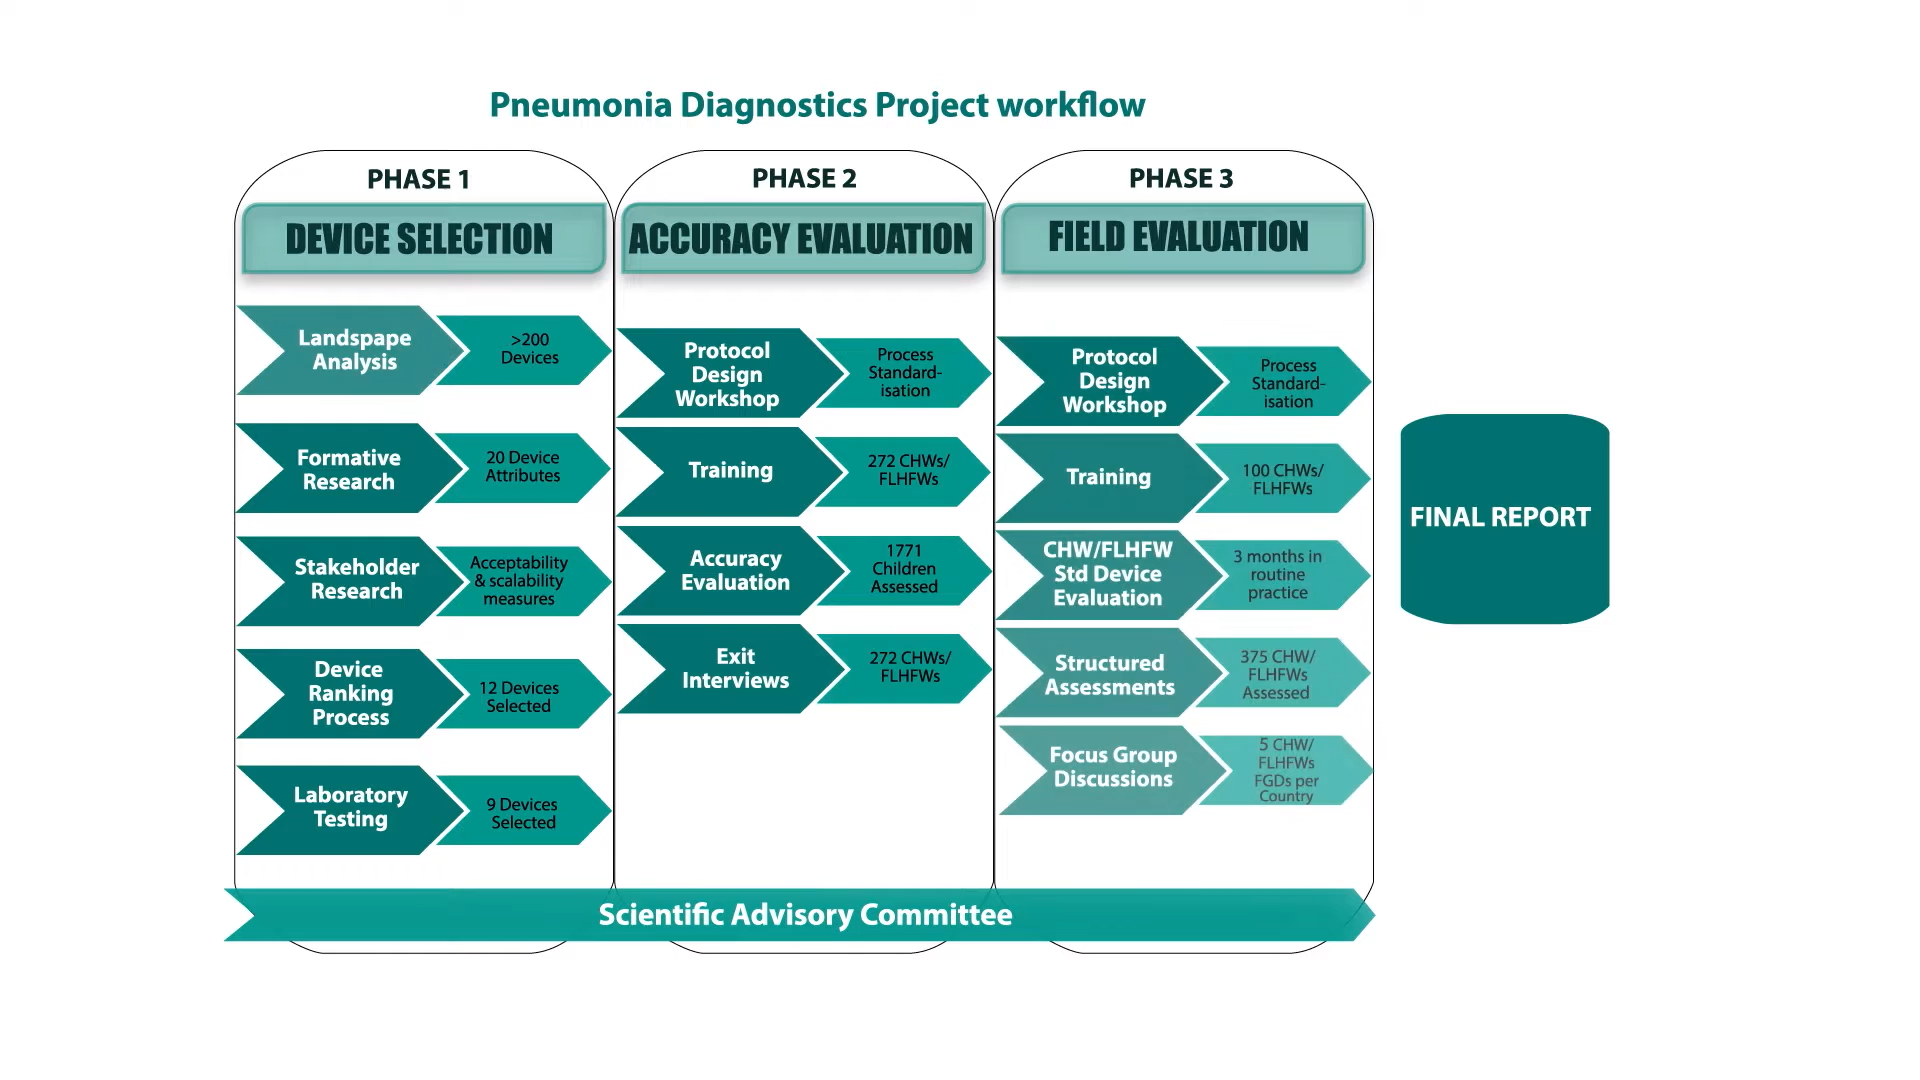 Pneumonia Diagnostics Project workflow
PHASE 1
DEVICE SELECTION
Landspape
Analysis
>200
Devices
Formative
Research
20 Device
Attributes
Stakeholder
Research
Acceptability
& scalability
measures
Device
Ranking
Process
12 Devices
Selected
Laboratory
Testing
9 Devices
Selected
PHASE 2
ACCURACY EVALUATION
Protocol
Design
Workshop
Process
Standard-
isation
Training
272 CHWs/
FLHFWs
Accuracy
Evaluation
1771
Children
Assessed
Exit
Interviews
272 CHWs/
FLHFWs
PHASE 3
FIELD EVALUATION
Protocol
Design
Workshop
Process
Standard-
isation
Training
100 CHWs/
FLHFWs
CHW/FLHFW
Std Device
Evaluation
3 months in
routine
practice
Structured
Assessments
375 CHW/
FLHFWs
Assessed
Focus Group
Discussions
5 CHW/
FLHFWs
FGDs per
Country
FINAL REPORT
Scientific Advisory Committee